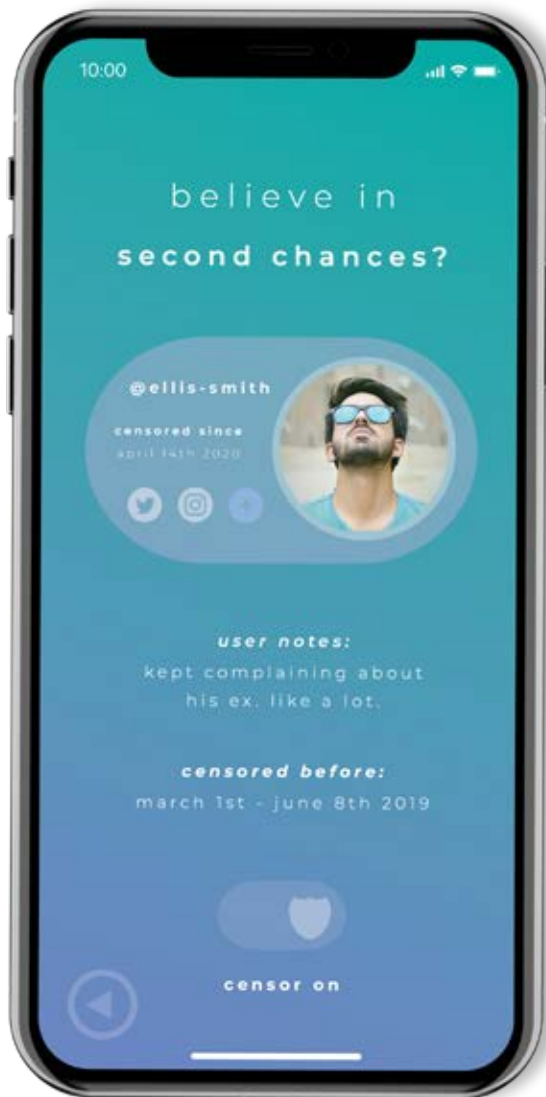 10:00
believe in
second chances?
@ellis-smith
censored since
april 14th 2020
user notes:
kept complaining about
his ex. like a lot.
censored before:
march 1st - june 8th 2019
censor on